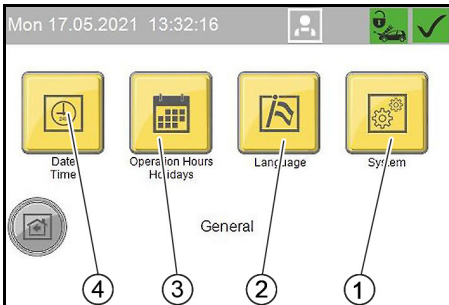 Mon 17.05.2021 13:32:16
24h
Date
Time
Operation Hours
Holidays
Language
System
General
4
3
2
1